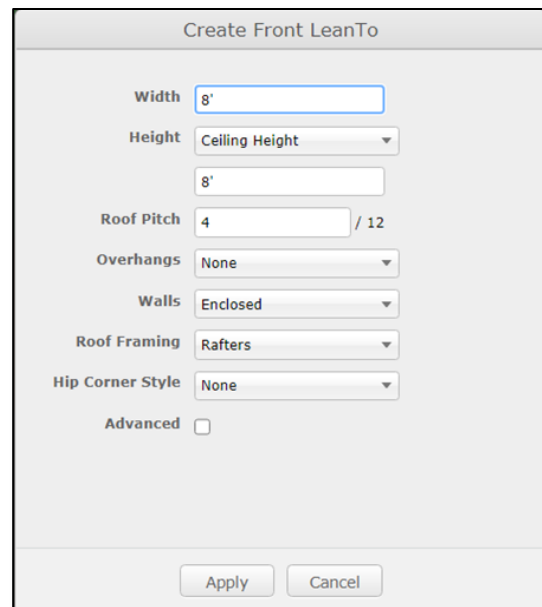 Create Front LeanTo
Width 8'
Height Ceiling Height
8'
Roof Pitch 4 / 12
Overhangs None
Walls Enclosed
Roof Framing Rafters
Hip Corner Style None
Advanced
Apply Cancel